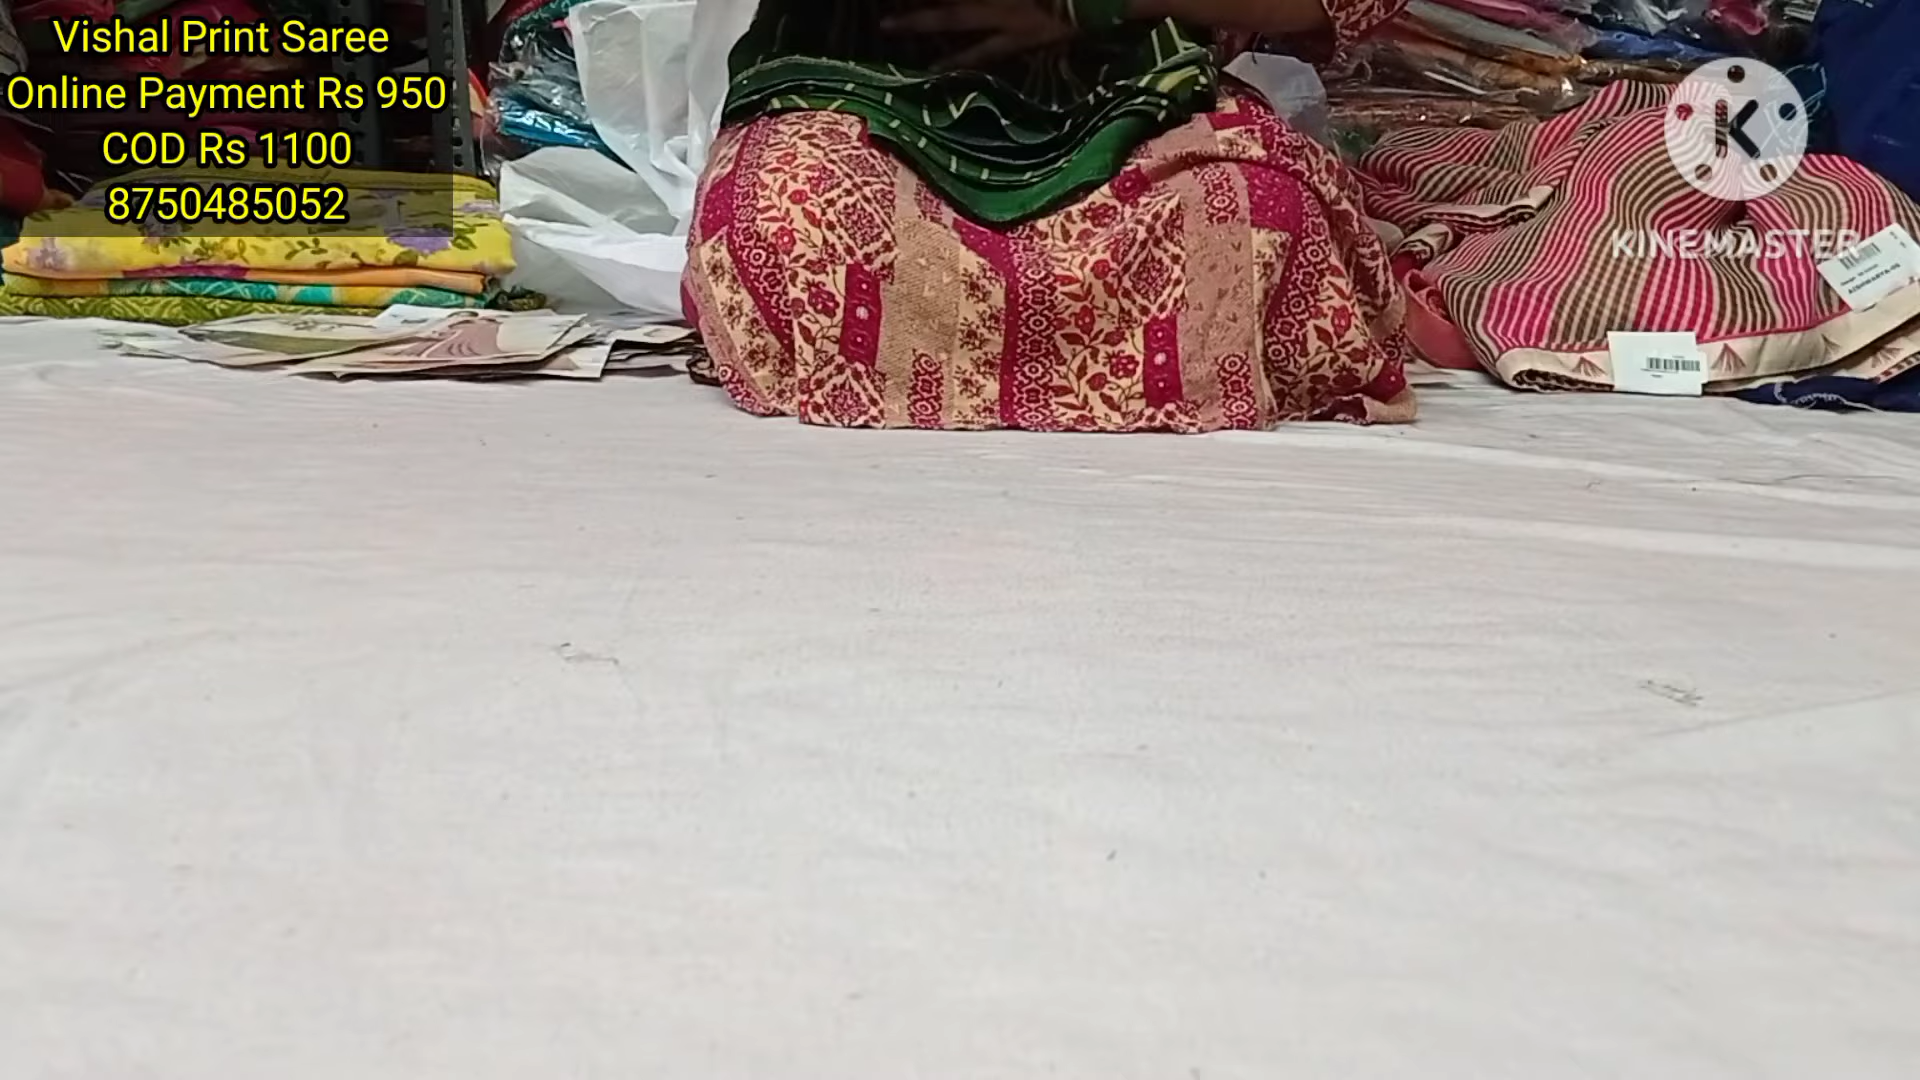 Vishal Print Saree
Online Payment Rs 950
COD Rs 1100
8750485052
K
KINEMASTER